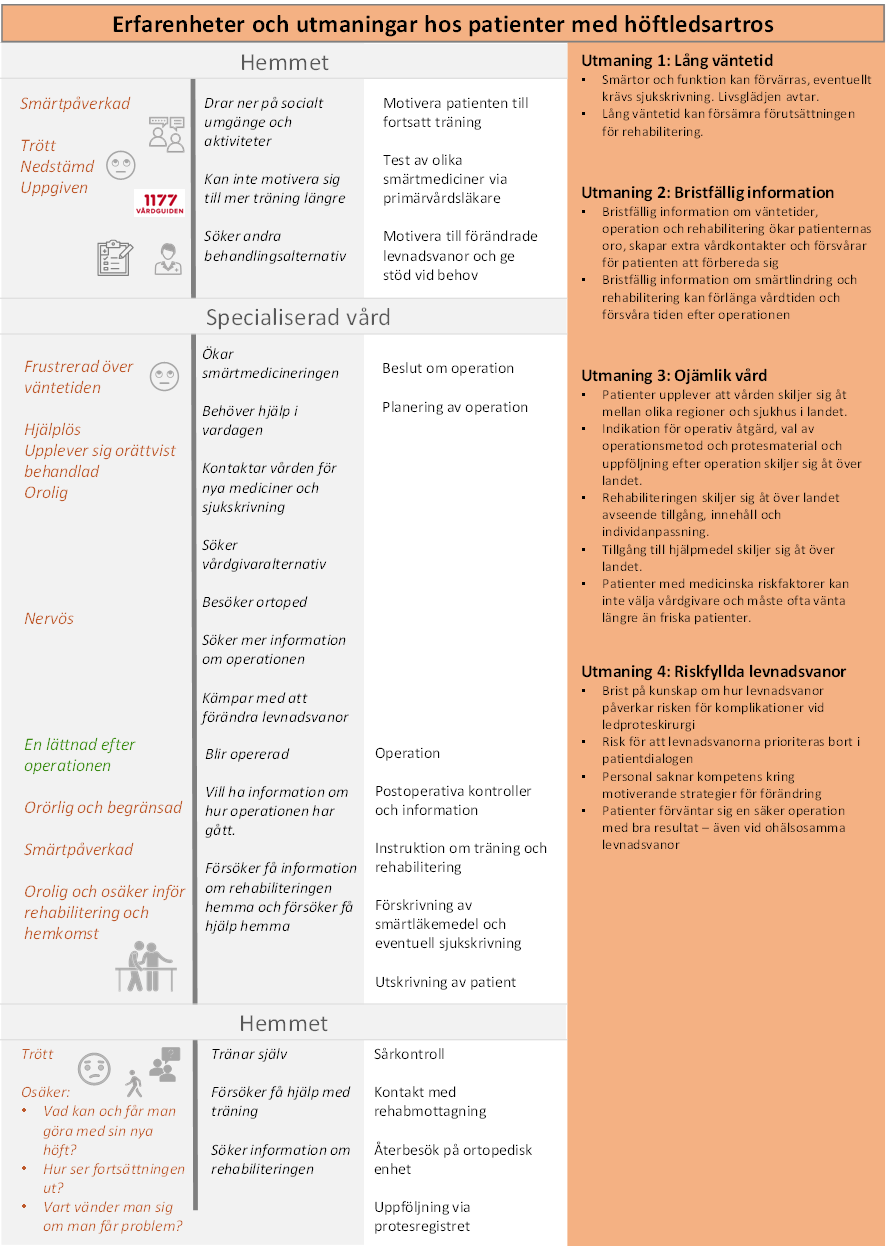 Erfarenheter och utmaningar hos patienter med höftledsartros
Hemmet
Smärtpåverkad
Trött
Nedstämd
Uppgiven
1177
VÅRDGUIDEN
Drar ner på socialt
umgänge och
aktiviteter
Kan inte motivera sig
till mer träning längre
Söker andra
behandlingsalternativ
Motivera patienten till
fortsatt träning
Test av olika
smärtmediciner via
primärvårdsläkare
Motivera till förändrade
levnadsvanor och ge
stöd vid behov
Specialiserad vård
Frustrerad över
väntetiden
Hjälplös
Upplever sig orättvist
behandlad
Orolig
Nervös
En lättnad efter
operationen
Orörlig och begränsad
Smärtpåverkad
Orolig och osäker inför
rehabilitering och
hemkomst
Ökar
smärtmedicineringen
Behöver hjälp i
vardagen
Kontaktar vården för
nya mediciner och
sjukskrivning
Söker
vårdgivaralternativ
Besöker ortoped
Söker mer information
om operationen
Kämpar med att
förändra levnadsvanor
Blir opererad
Vill ha information om
hur operationen har
gått.
Försöker få information
om rehabiliteringen
hemma och försöker få
hjälp hemma
Beslut om operation
Planering av operation
Operation
Postoperativa kontroller
och information
Instruktion om träning och
rehabilitering
Förskrivning av
smärtläkemedel och
eventuell sjukskrivning
Utskrivning av patient
Hemmet
Trött
Osäker:
• Vad kan och får man
göra med sin nya
höft?
• Hur ser fortsättningen
ut?
• Vart vänder man sig
om man får problem?
Tränar själv
Försöker få hjälp med
träning
Söker information om
rehabiliteringen
Sårkontroll
Kontakt med
rehabmottagning
Återbesök på ortopedisk
enhet
Uppföljning via
protesregistret
Utmaning 1: Lång väntetid
▪ Smärtor och funktion kan förvärras, eventuellt
krävs sjukskrivning. Livsglädjen avtar.
▪ Lång väntetid kan försämra förutsättningen
för rehabilitering.
Utmaning 2: Bristfällig information
▪ Bristfällig information om väntetider,
operation och rehabilitering ökar patienternas
oro, skapar extra vårdkontakter och försvårar
för patienten att förbereda sig
▪ Bristfällig information om smärtlindring och
rehabilitering kan förlänga vårdtiden och
försvåra tiden efter operationen
Utmaning 3: Ojämlik vård
▪ Patienter upplever att vården skiljer sig åt
mellan olika regioner och sjukhus i landet.
▪ Indikation för operativ åtgärd, val av
operationsmetod och protesmaterial och
uppföljning efter operation skiljer sig åt över
landet.
▪ Rehabiliteringen skiljer sig åt över landet
avseende tillgång, innehåll och
individanpassning.
▪ Tillgång till hjälpmedel skiljer sig åt över
landet.
▪ Patienter med medicinska riskfaktorer kan
inte välja vårdgivare och måste ofta vänta
längre än friska patienter.
Utmaning 4: Riskfyllda levnadsvanor
▪ Brist på kunskap om hur levnadsvanor
påverkar risken för komplikationer vid
ledproteskirurgi
▪ Risk för att levnadsvanorna prioriteras bort i
patientdialogen
▪ Personal saknar kompetens kring
motiverande strategier för förändring
▪ Patienter förväntar sig en säker operation
med bra resultat – även vid ohälsosamma
levnadsvanor